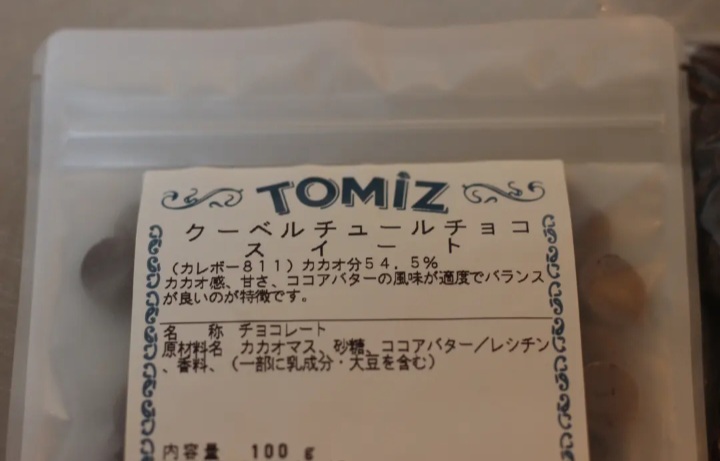 TOMIZ
クーベルチュールチョコ
スイート
（カレボー８１１）カカオ分５４．５％
カカオ感、甘さ、ココアバターの風味が適度でバランス
が良いのが特徴です。
名　　称　チョコレート
原材料名　カカオマス、砂糖、ココアバター／レシチン
、香料、（一部に乳成分・大豆を含む）
内容量　100 g